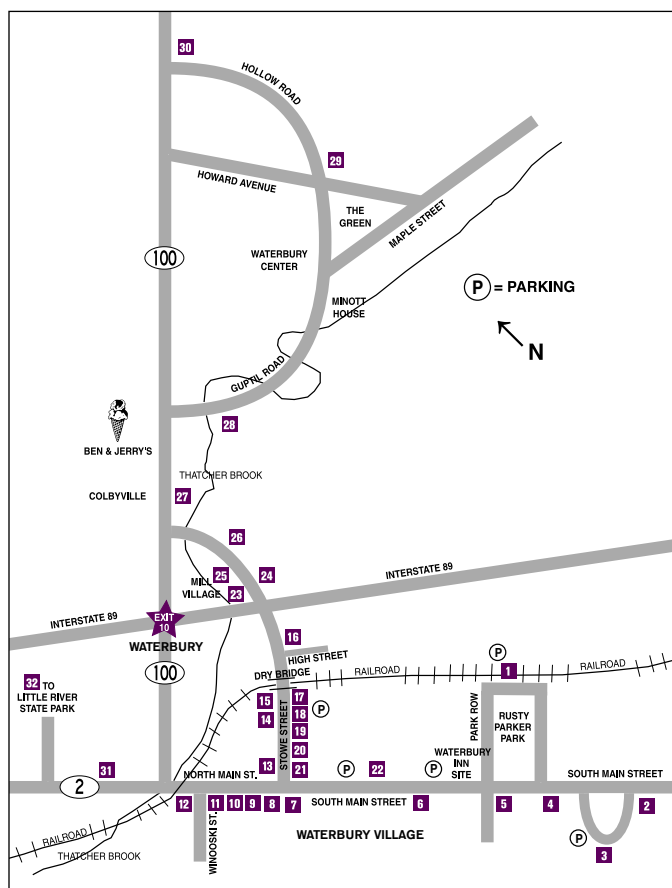 30
HOLLOW ROAD
29
HOWARD AVENUE
THE
GREEN
MAPLE STREET
100
WATERBURY
CENTER
P = PARKING
MINOTT
HOUSE
N
GUPTIL ROAD
BEN & JERRY'S
28
THATCHER BROOK
COLBYVILLE
27
26
INTERSTATE 89
25
24
MILL
VILLAGE
23
INTERSTATE 89
EXIT
10
WATERBURY
16
HIGH STREET
P
100
DRY BRIDGE
RAILROAD
1
RAILROAD
32 TO
LITTLE RIVER
STATE PARK
15
17
14
18
P
STOWE STREET
19
20
PARK ROW
RUSTY
PARKER
PARK
WATERBURY
INN
SITE
31
13
21
P
22
P
2
NORTH MAIN ST.
SOUTH MAIN STREET
12
11
10
9
8
7
SOUTH MAIN STREET
6
5
4
2
WINOOSKI ST.
RAILROAD
WATERBURY VILLAGE
P
3
THATCHER BROOK